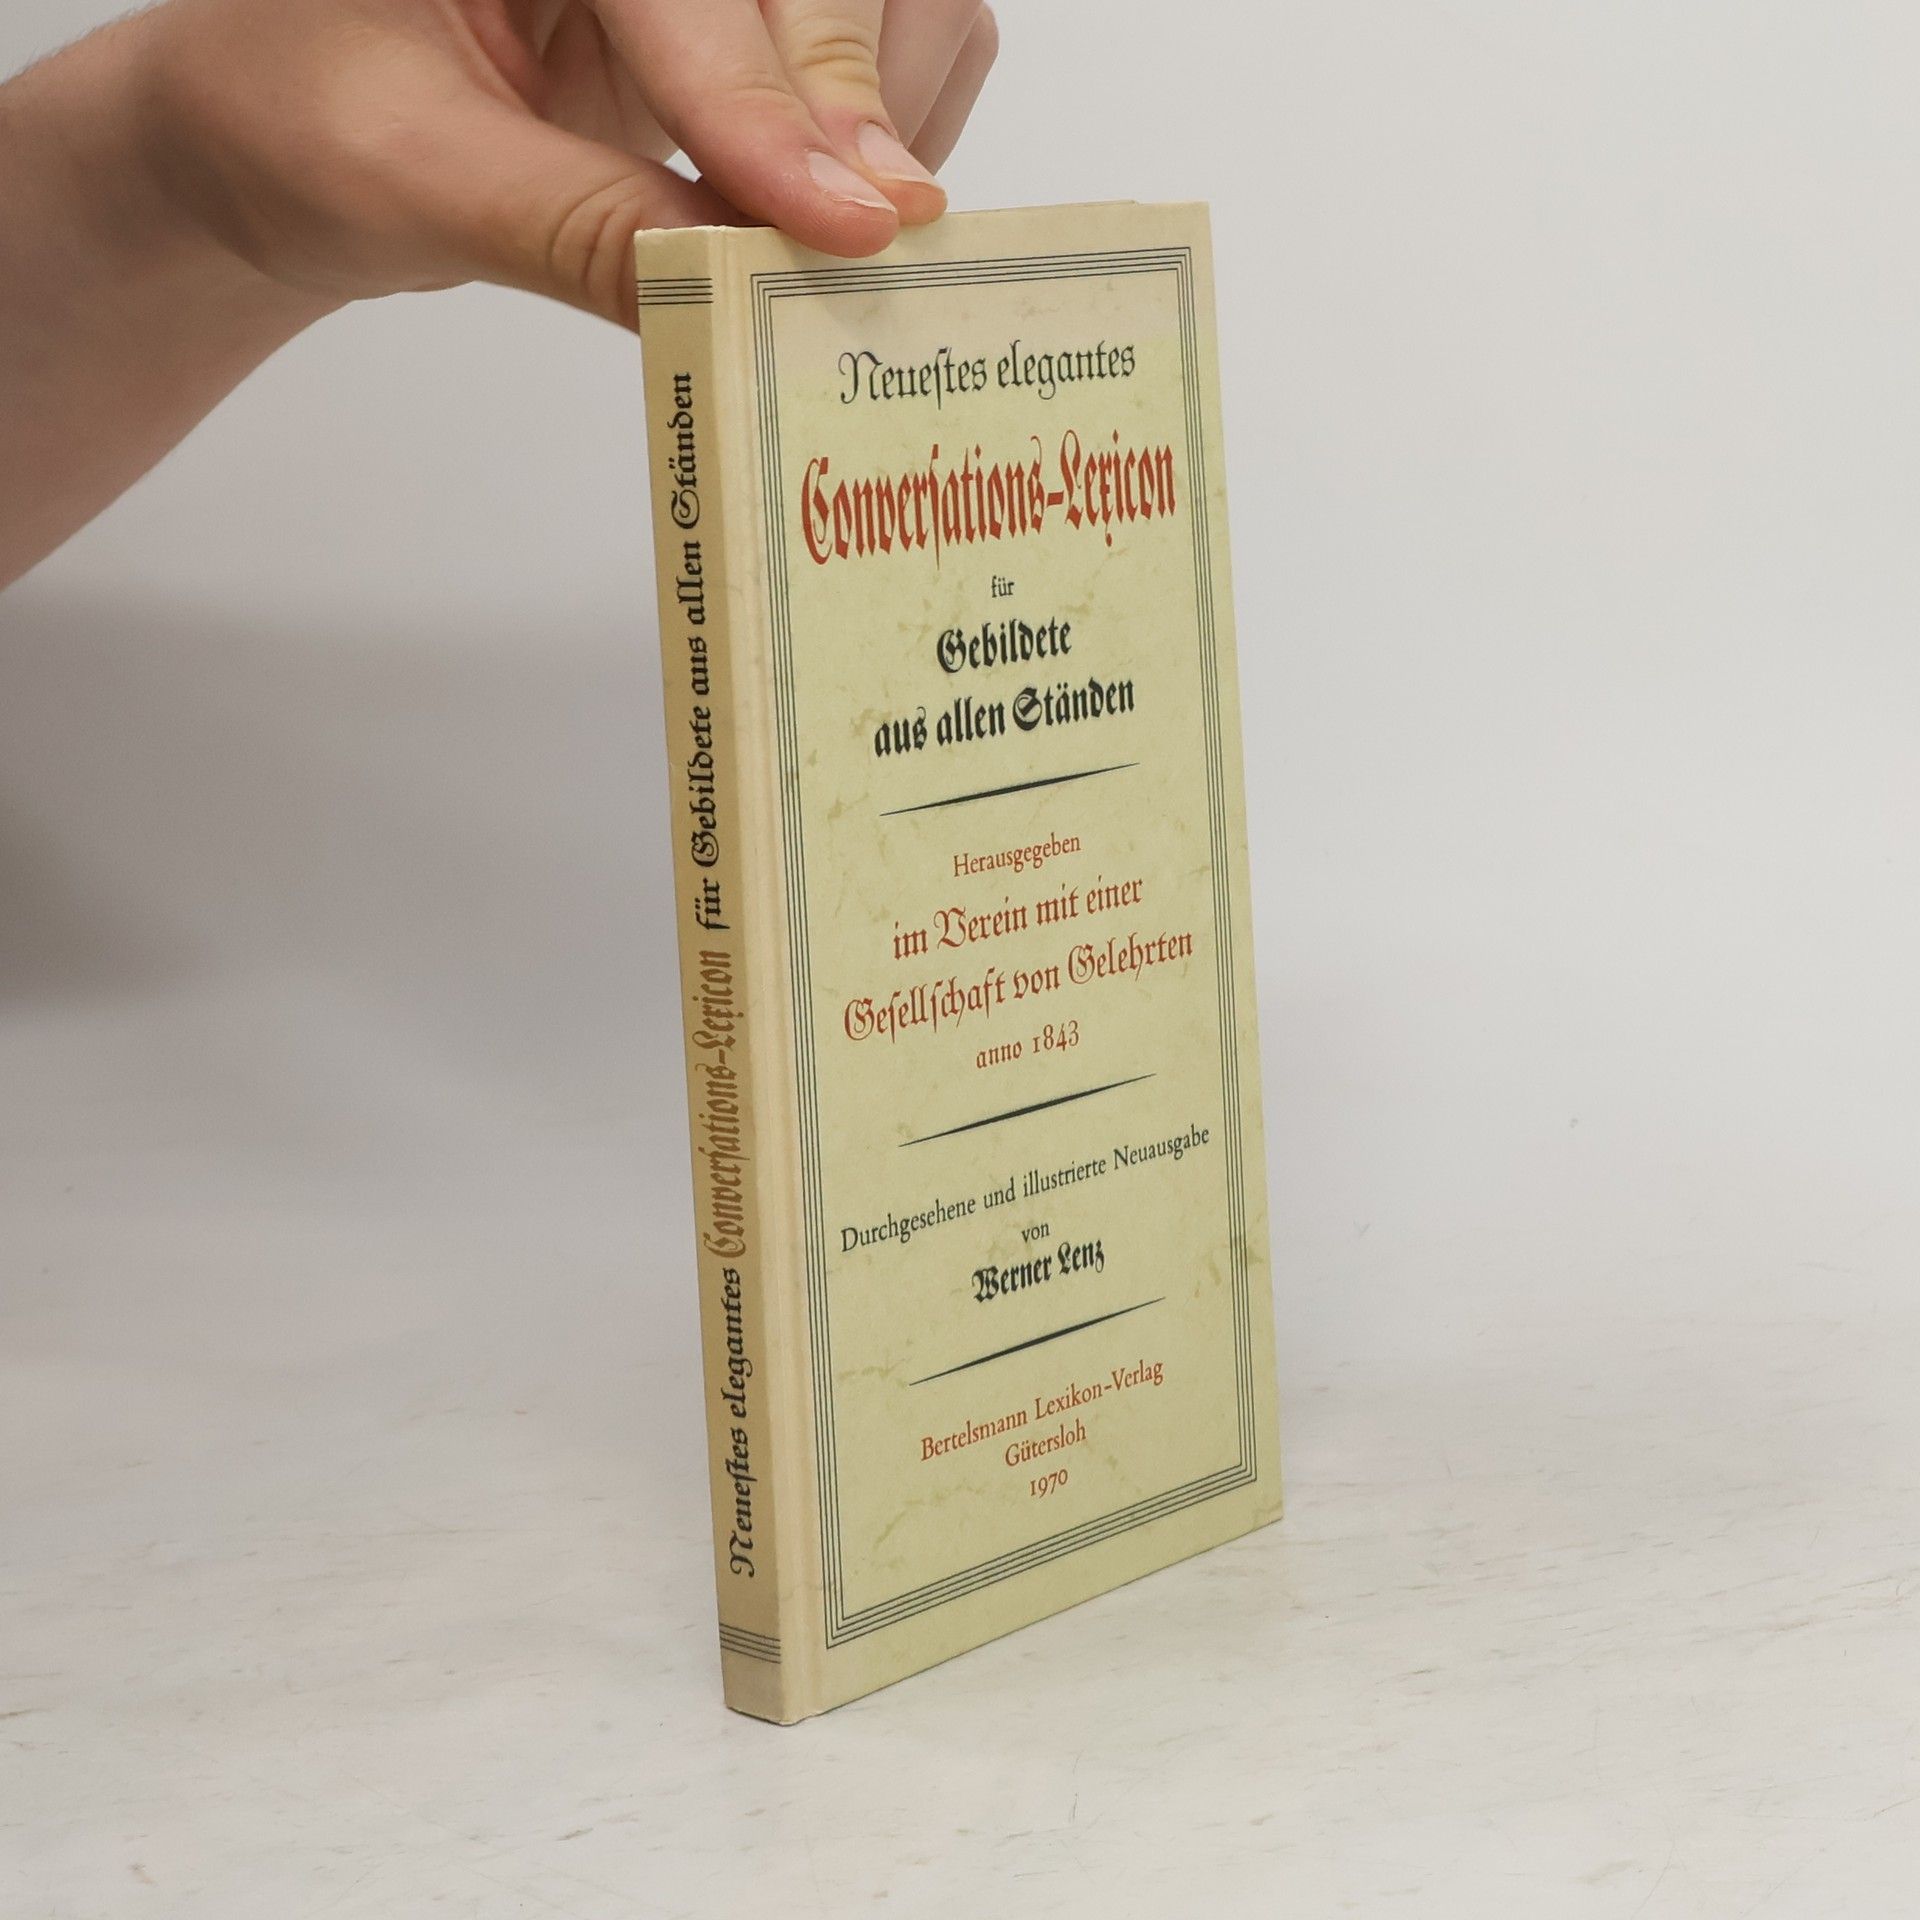 Neueſtes elegantes Converſations-Lexicon für Gebildete aus allen Ständen
Neueſtes elegantes
Converſations-Lexicon
für
Gebildete
aus allen Ständen
Herausgegeben
im Verein mit einer
Geſellſchaft von Gelehrten
anno 1843
Durchgesehene und illustrierte Neuausgabe
von
Werner Lenz
Bertelsmann Lexikon-Verlag
Gütersloh
1970